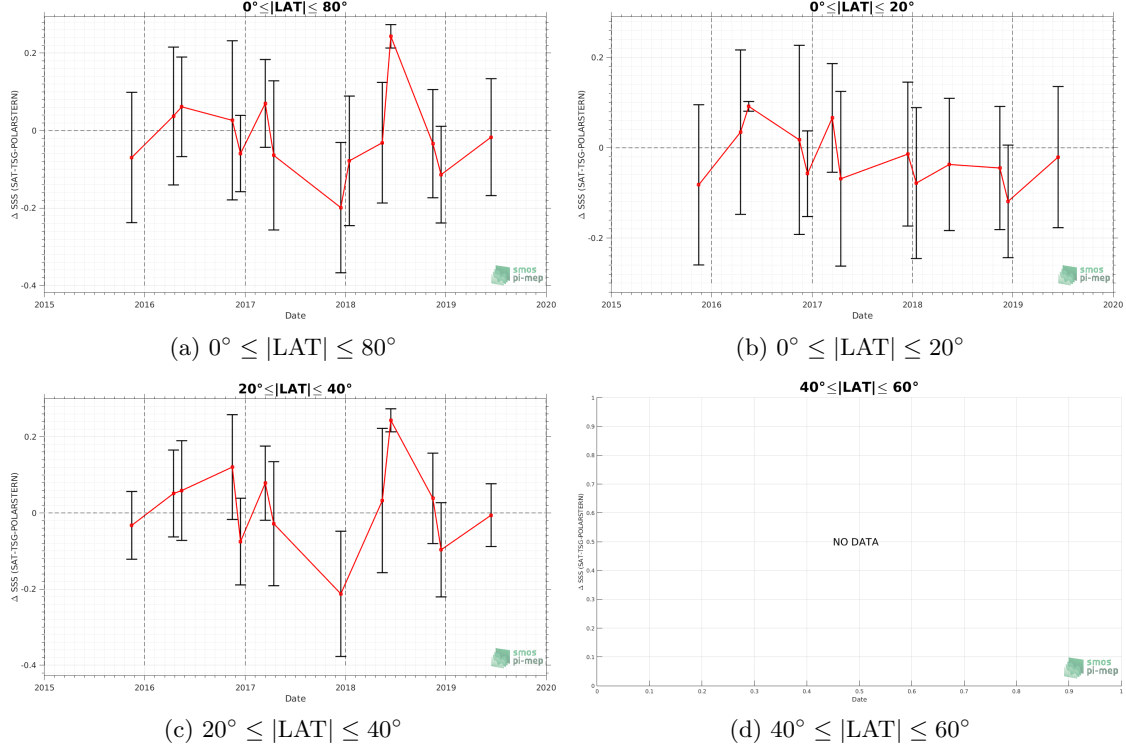 0°≤|LAT|≤ 80°
Δ SSS (SAT-TSG-POLARSTERN)
0.2
0
-0.2
-0.4
2015 2016 2017 2018 2019 2020
Date
smos
pi-mep
(a) 0° ≤ |LAT| ≤ 80°
0°≤|LAT|≤ 20°
Δ SSS (SAT-TSG-POLARSTERN)
0.2
0
-0.2
2015 2016 2017 2018 2019 2020
Date
smos
pi-mep
(b) 0° ≤ |LAT| ≤ 20°
20°≤|LAT|≤ 40°
Δ SSS (SAT-TSG-POLARSTERN)
0.2
0
-0.2
-0.4
2015 2016 2017 2018 2019 2020
Date
smos
pi-mep
(c) 20° ≤ |LAT| ≤ 40°
40°≤|LAT|≤ 60°
Δ SSS (SAT-TSG-POLARSTERN)
1
0.9
0.8
0.7
0.6
0.5
0.4
0.3
0.2
0.1
0
NO DATA
0 0.1 0.2 0.3 0.4 0.5 0.6 0.7 0.8 0.9 1
Date
smos
pi-mep
(d) 40° ≤ |LAT| ≤ 60°